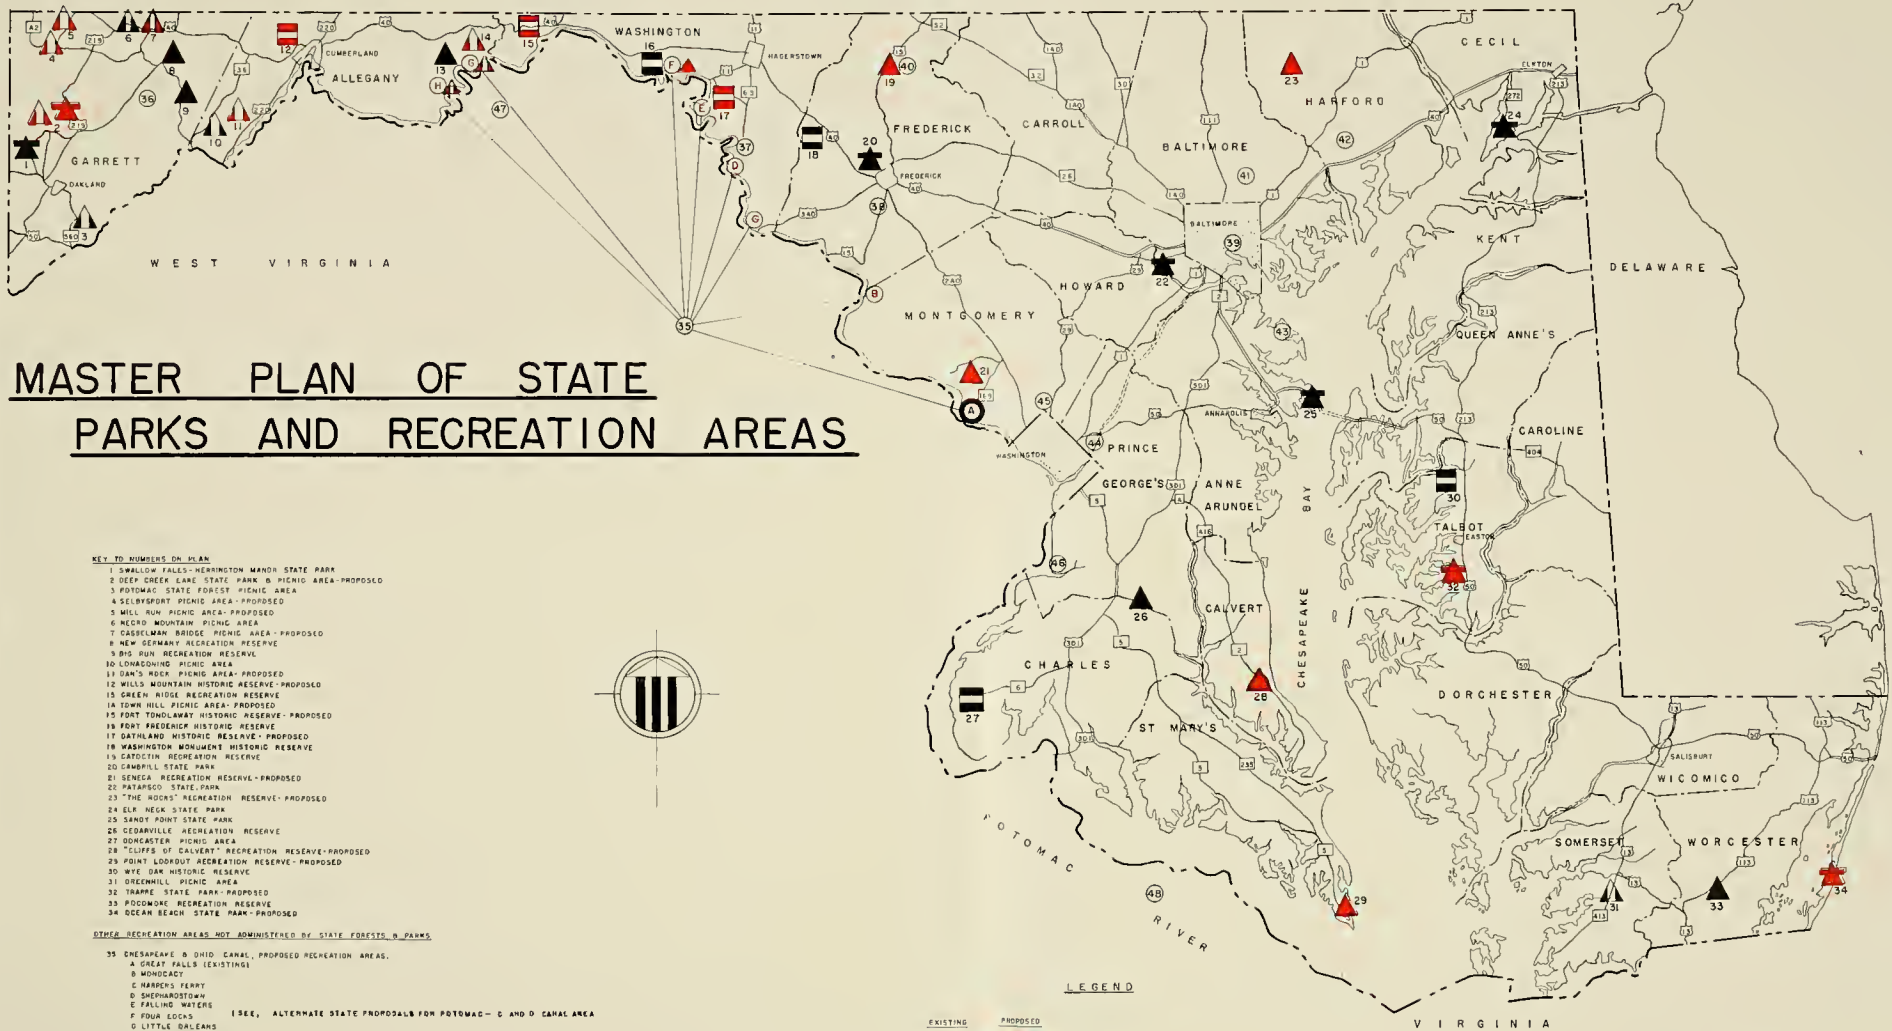 MASTER PLAN OF STATE
PARKS AND RECREATION AREAS
WEST VIRGINIA
GARRETT
OAKLAND
ALLEGANY
CUMBERLAND
WASHINGTON
HAGERSTOWN
FREDERICK
FREDERICK
CARROLL
BALTIMORE
BALTIMORE
HARFORD
CECIL
ELKTON
KENT
DELAWARE
HOWARD
MONTGOMERY
QUEEN ANNE'S
ANNAPOLIS
WASHINGTON
PRINCE
GEORGE'S
ANNE
ARUNDEL
CAROLINE
TALBOT
EASTON
CHESAPEAKE BAY
CALVERT
CHARLES
ST MARY'S
DORCHESTER
SALISBURY
WICOMICO
SOMERSET
WORCESTER
POTOMAC
RIVER
VIRGINIA
KEY TO NUMBERS ON PLAN
1 SWALLOW FALLS-HERRINGTON MANOR STATE PARK
2 DEEP CREEK LAKE STATE PARK & PICNIC AREA-PROPOSED
3 POTOMAC STATE FOREST PICNIC AREA
4 SELBYSPORT PICNIC AREA-PROPOSED
5 MILL RUN PICNIC AREA-PROPOSED
6 NEGRO MOUNTAIN PICNIC AREA
7 CASSELMAN BRIDGE PICNIC AREA-PROPOSED
8 NEW GERMANY RECREATION RESERVE
9 BIG RUN RECREATION RESERVE
10 LONACONING PICNIC AREA
11 DAN'S ROCK PICNIC AREA-PROPOSED
12 WILLS MOUNTAIN HISTORIC RESERVE-PROPOSED
13 GREEN RIDGE RECREATION RESERVE
14 TOWN HILL PICNIC AREA-PROPOSED
15 FORT TONOLAWAY HISTORIC RESERVE-PROPOSED
16 FORT FREDERICK HISTORIC RESERVE
17 GATHLAND HISTORIC RESERVE-PROPOSED
18 WASHINGTON MONUMENT HISTORIC RESERVE
19 CATOCTIN RECREATION RESERVE
20 GAMBRILL STATE PARK
21 SENECA RECREATION RESERVE-PROPOSED
22 PATAPSCO STATE PARK
23 "THE ROCKS" RECREATION RESERVE-PROPOSED
24 ELK NECK STATE PARK
25 SANDY POINT STATE PARK
26 CEDARVILLE RECREATION RESERVE
27 DONCASTER PICNIC AREA
28 "CLIFFS OF CALVERT" RECREATION RESERVE-PROPOSED
29 POINT LOOKOUT RECREATION RESERVE-PROPOSED
30 WYE OAK HISTORIC RESERVE
31 GREENHILL PICNIC AREA
32 TRAPPE STATE PARK-PROPOSED
33 POCOMOKE RECREATION RESERVE
34 OCEAN BEACH STATE PARK-PROPOSED
OTHER RECREATION AREAS NOT ADMINISTERED BY STATE FORESTS & PARKS
35 CHESAPEAKE & OHIO CANAL, PROPOSED RECREATION AREAS.
A GREAT FALLS (EXISTING)
B MONOCACY
C HARPERS FERRY
D SHEPHARDSTOWN
E FALLING WATERS
F FOUR LOCKS (SEE, ALTERNATE STATE PROPOSALS FOR POTOMAC - C AND O CANAL AREA
G LITTLE ORLEANS
LEGEND
EXISTING PROPOSED